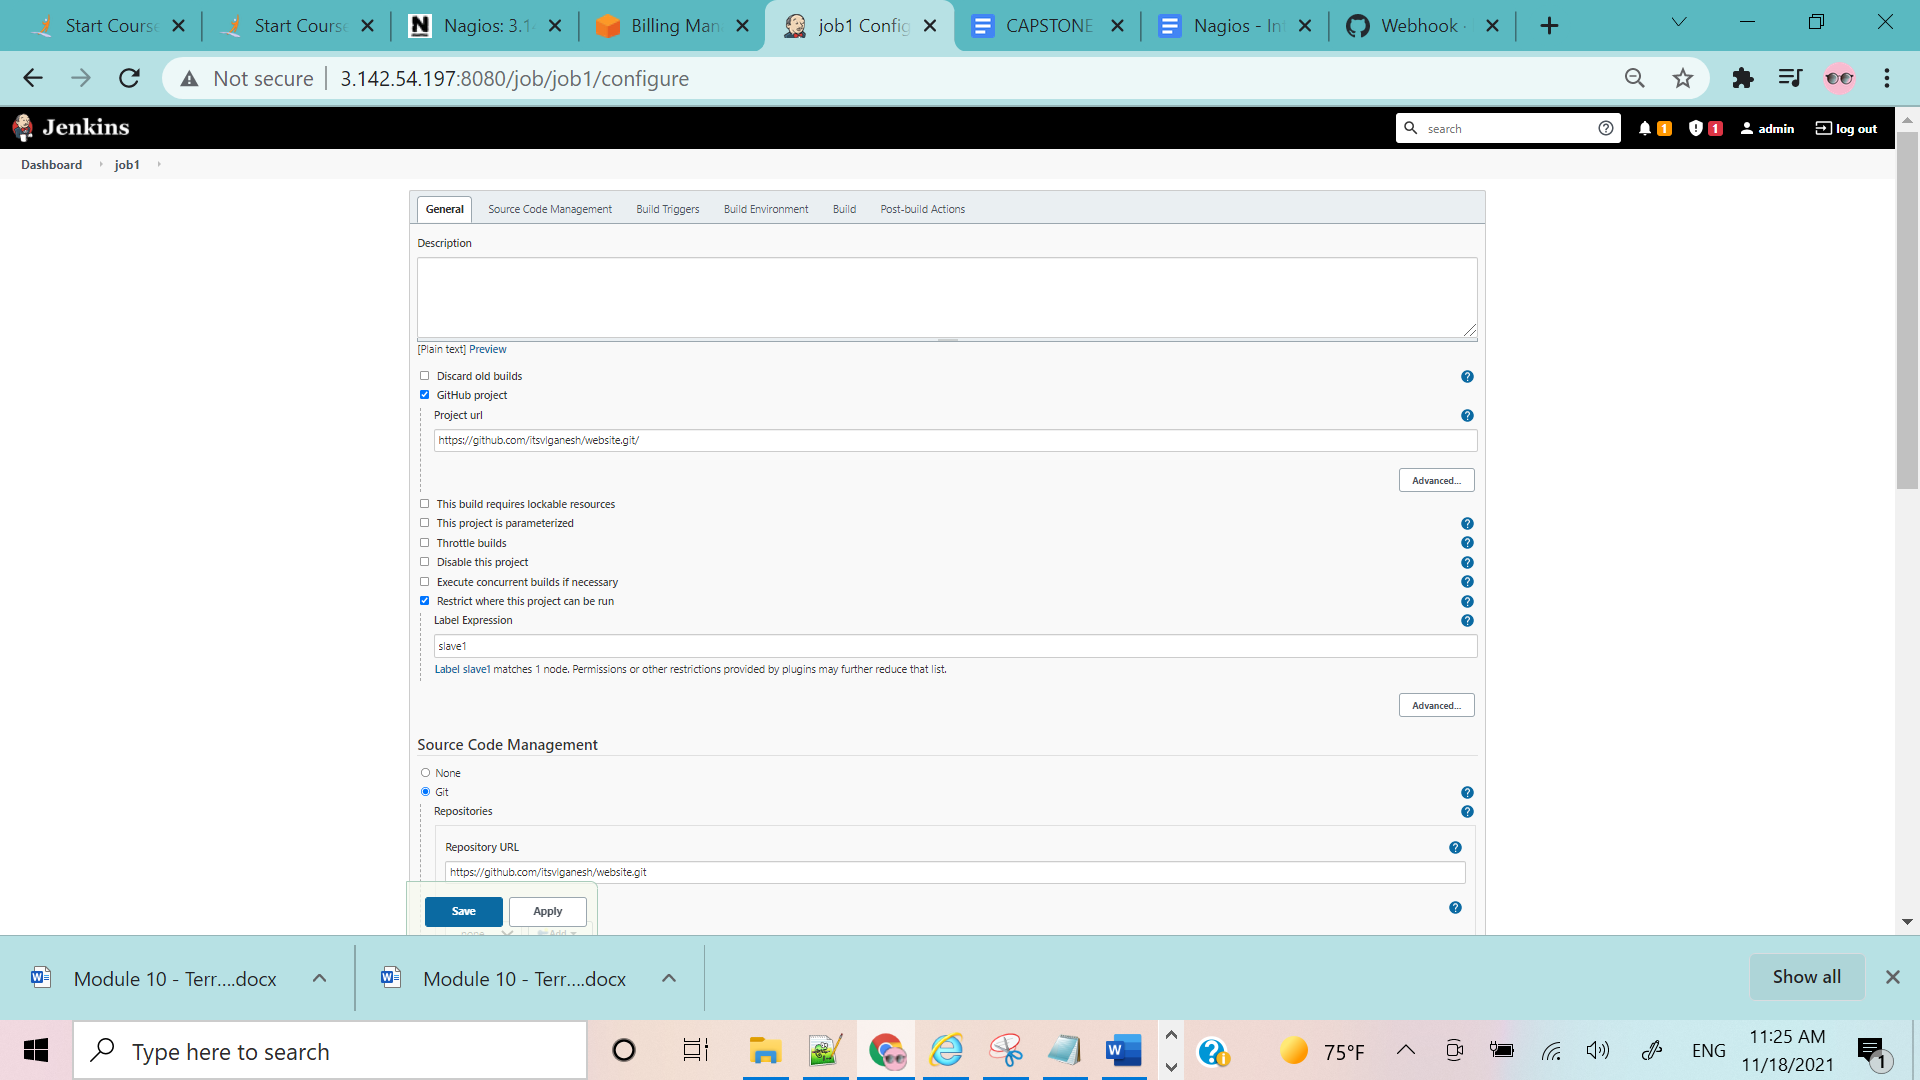 Start Course
Start Course
Nagios: 3.1
Billing Man
job1 Config
CAPSTONE
Nagios - Int
Webhook ·
Not secure
3.142.54.197:8080/job/job1/configure
Jenkins
search
1
1
admin
log out
Dashboard
job1
General
Source Code Management
Build Triggers
Build Environment
Build
Post-build Actions
Description
[Plain text] Preview
Discard old builds
GitHub project
Project url
https://github.com/itsvlganesh/website.git/
Advanced...
This build requires lockable resources
This project is parameterized
Throttle builds
Disable this project
Execute concurrent builds if necessary
Restrict where this project can be run
Label Expression
slave1
Label slave1 matches 1 node. Permissions or other restrictions provided by plugins may further reduce that list.
Advanced...
Source Code Management
None
Git
Repositories
Repository URL
https://github.com/itsvlganesh/website.git
Save
Apply
none
Add
Module 10 - Terr....docx
Module 10 - Terr....docx
Show all
Type here to search
75°F
ENG
11:25 AM
11/18/2021
1